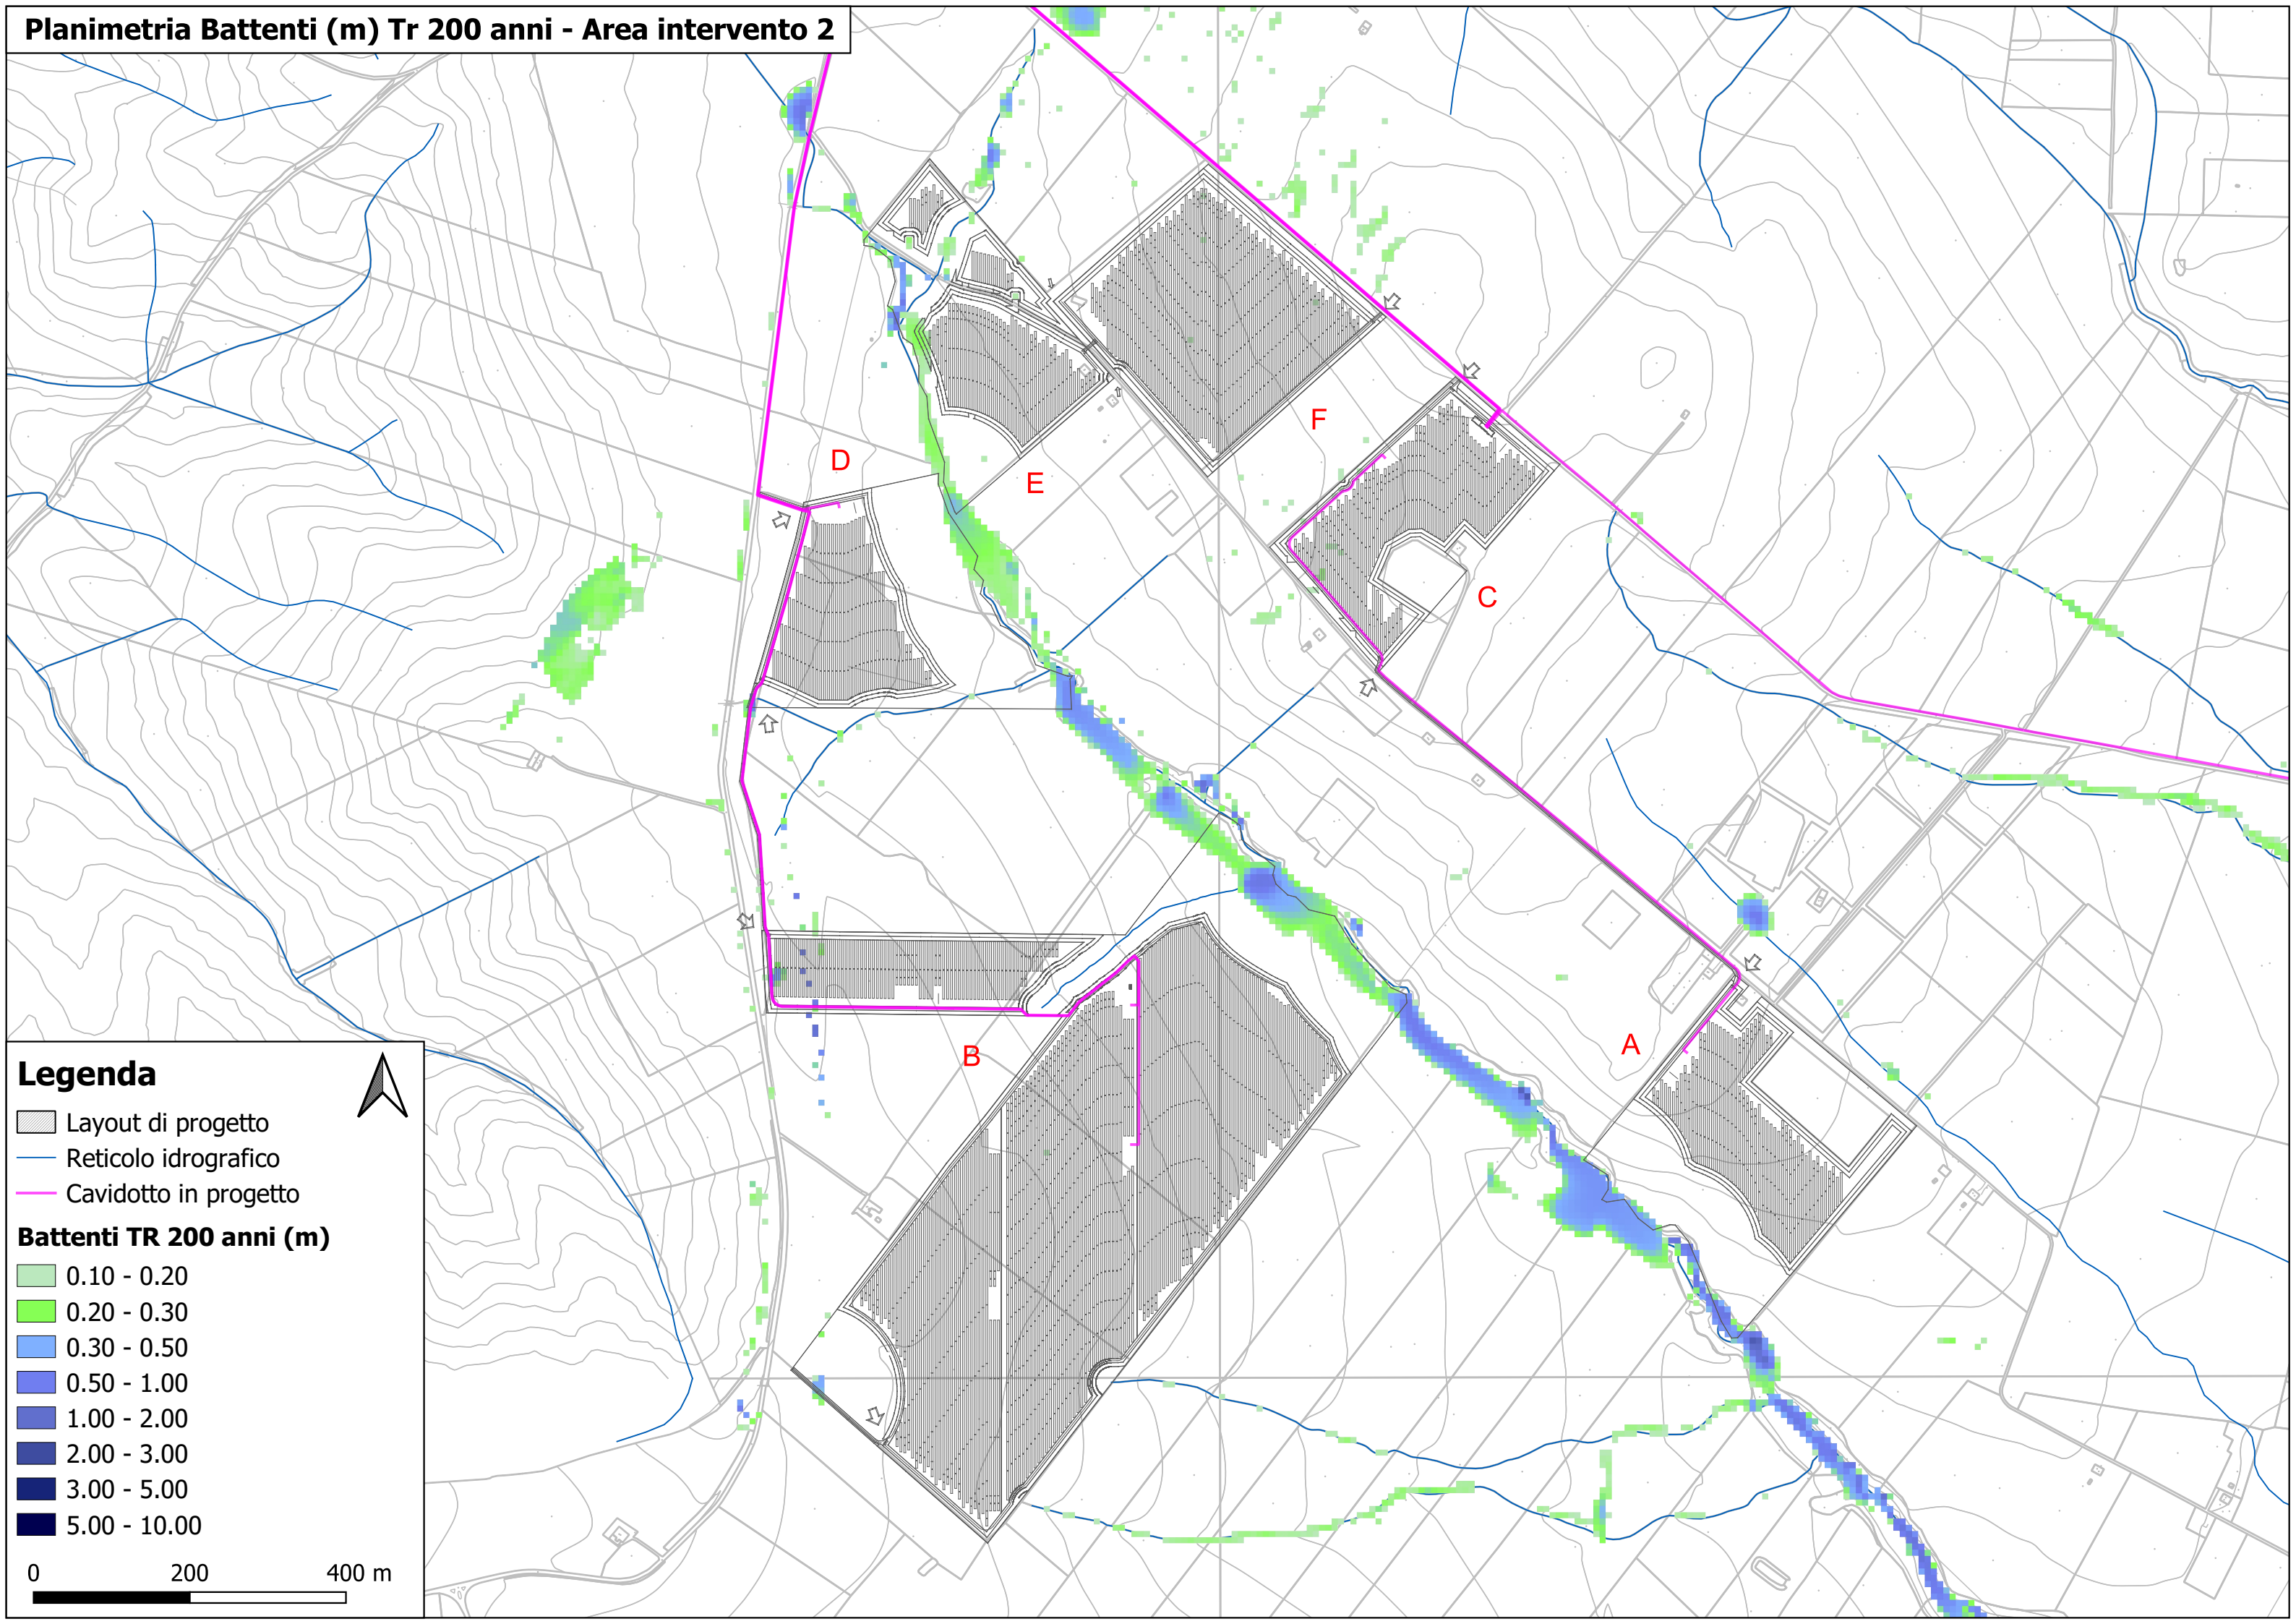 Planimetria Battenti (m) Tr 200 anni - Area intervento 2
F
D
E
C
A
B
Legenda
Layout di progetto
Reticolo idrografico
Cavidotto in progetto
Battenti TR 200 anni (m)
0.10 - 0.20
0.20 - 0.30
0.30 - 0.50
0.50 - 1.00
1.00 - 2.00
2.00 - 3.00
3.00 - 5.00
5.00 - 10.00
0 200 400 m